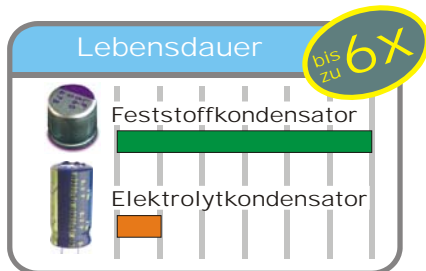 Lebensdauer
bis
zu 6x
Feststoffkondensator
Elektrolytkondensator